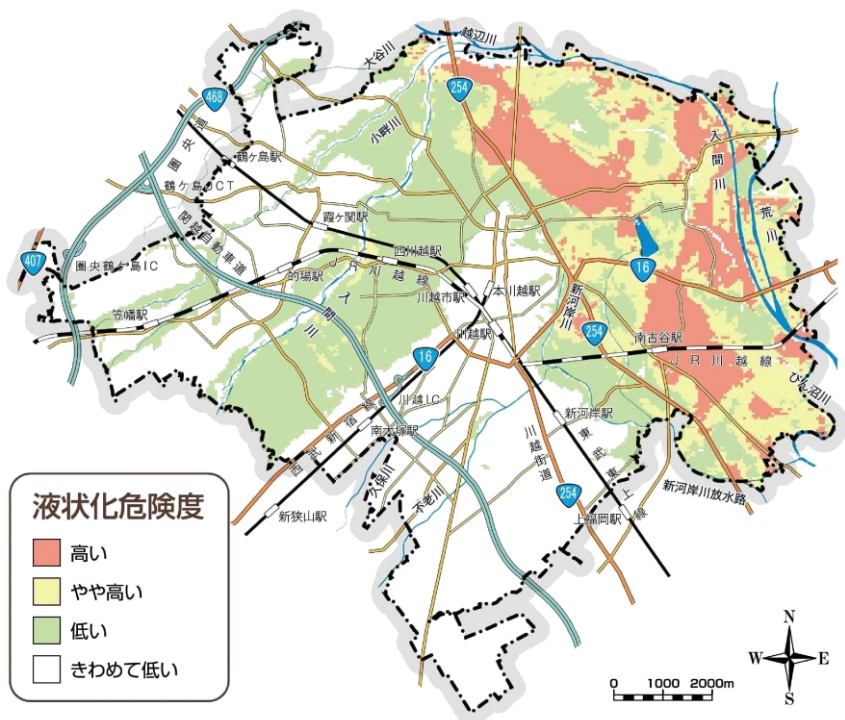 越辺川
大谷川
254
468
小畔川
入間川
圏央道
鶴ヶ島駅
鶴ヶ島JCT
荒川
関越自動車道
霞ヶ関駅
407
圏央鶴ヶ島IC
西川越駅
JR川越線
的場駅
16
本川越駅
川越市駅
新河岸川
入間川
笠幡駅
川越駅
254
南古谷駅
16
JR川越線
びん沼川
川越IC
新河岸駅
西武新宿線
南大塚駅
川越街道
東武東上線
久保川
不老川
254
新河岸川放水路
新狭山駅
上福岡駅
液状化危険度
高い
やや高い
低い
きわめて低い
N
W
E
S
0 1000 2000m